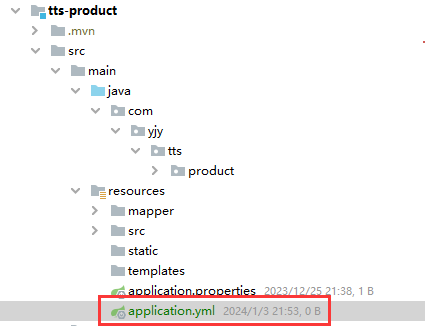 tts-product
.mvn
src
main
java
com
yjy
tts
product
resources
mapper
src
static
templates
application.properties 2023/12/25 21:38, 1 B
application.yml 2024/1/3 21:53, 0 B